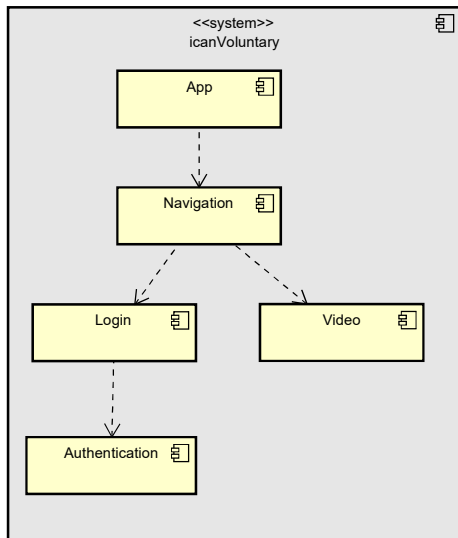 <<system>>
icanVoluntary
App
Navigation
Login
Video
Authentication